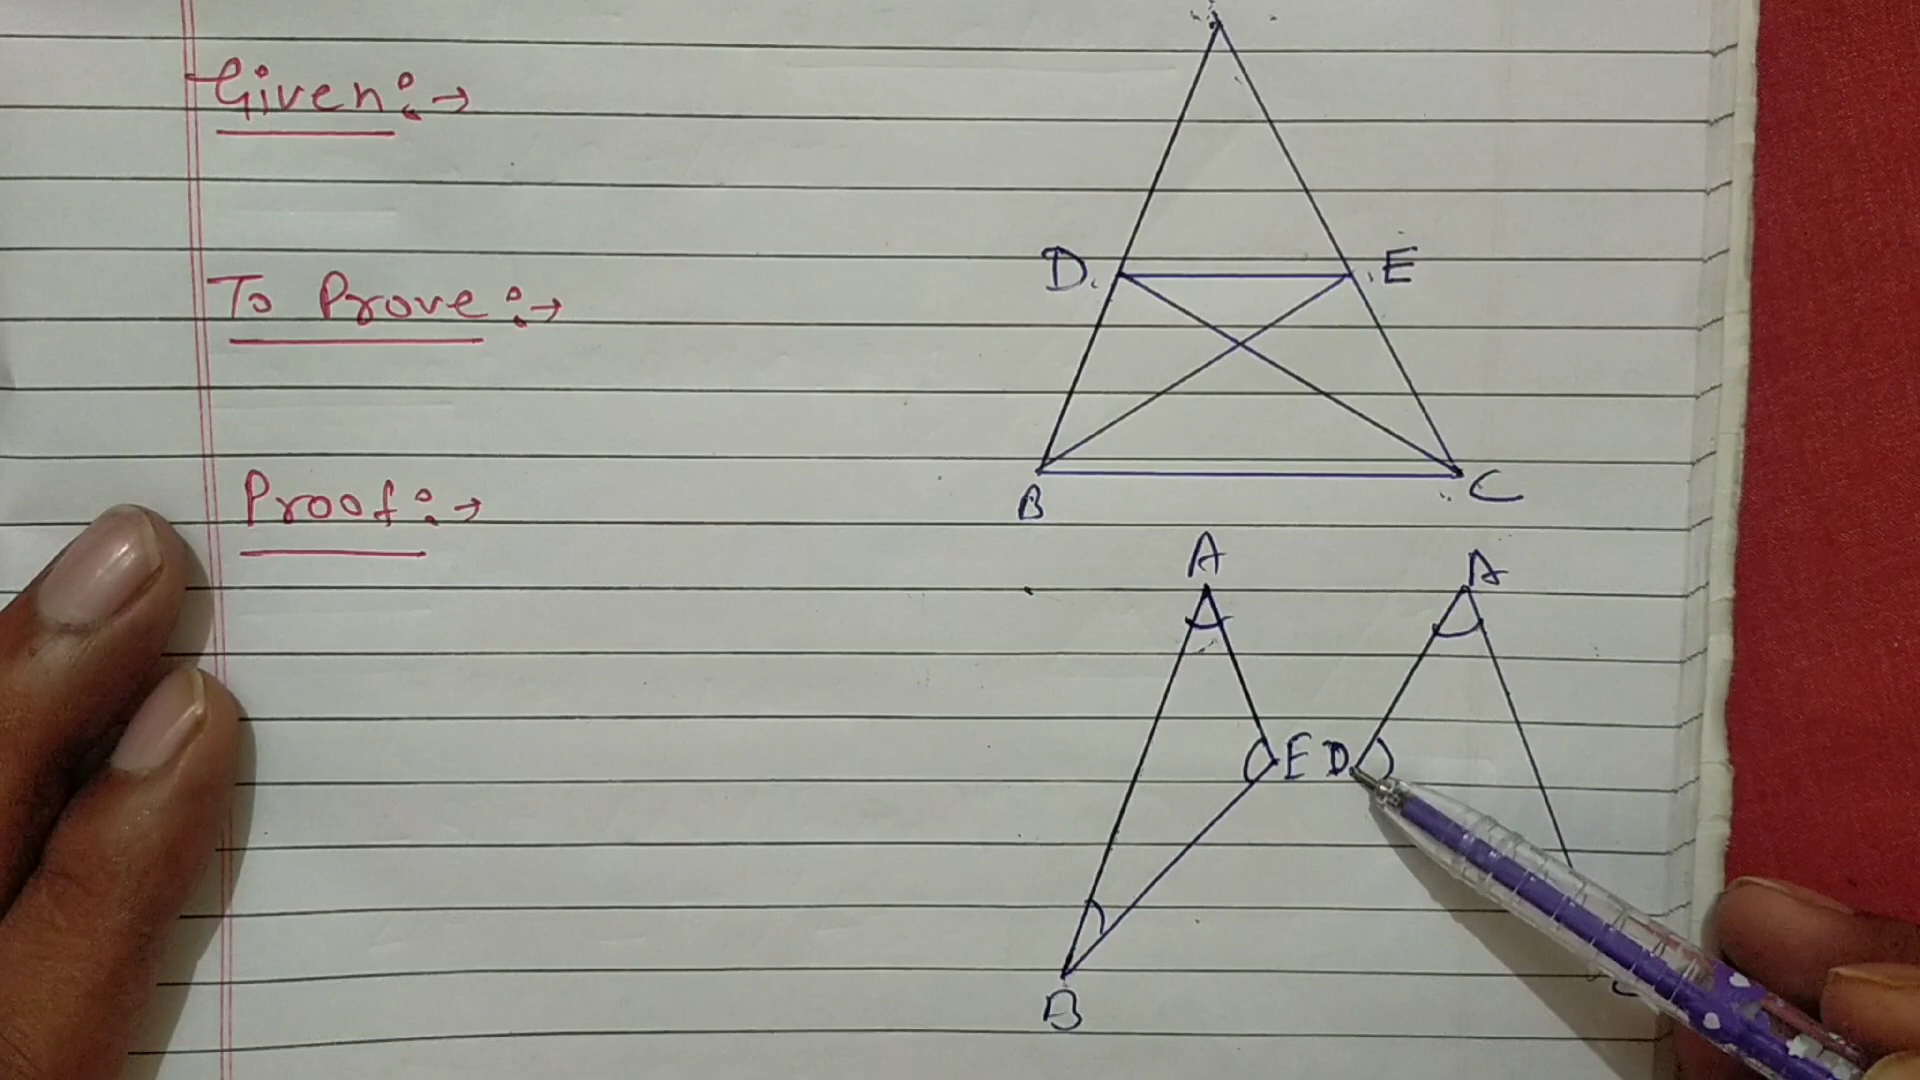 Given:→
To Prove:→
Proof:→
D
E
B
C
A
A
E
D
B